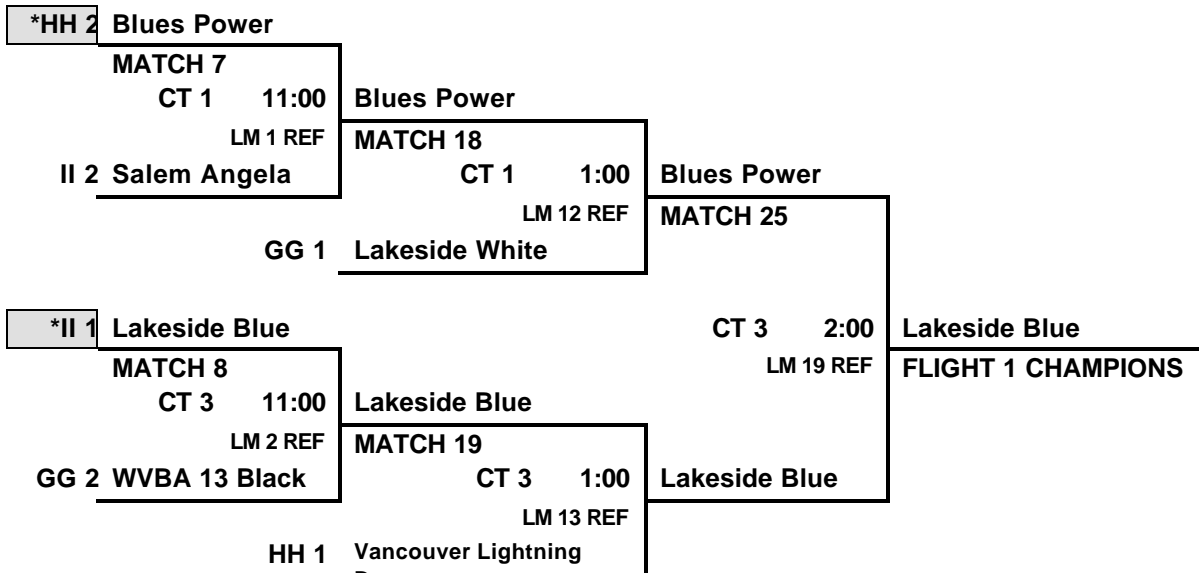 *HH 2 Blues Power
MATCH 7
CT 1 11:00 Blues Power
LM 1 REF MATCH 18
II 2 Salem Angela CT 1 1:00 Blues Power
LM 12 REF MATCH 25
GG 1 Lakeside White
*II 1 Lakeside Blue CT 3 2:00 Lakeside Blue
MATCH 8 LM 19 REF FLIGHT 1 CHAMPIONS
CT 3 11:00 Lakeside Blue
LM 2 REF MATCH 19
GG 2 WVBA 13 Black CT 3 1:00 Lakeside Blue
LM 13 REF
HH 1 Vancouver Lightning